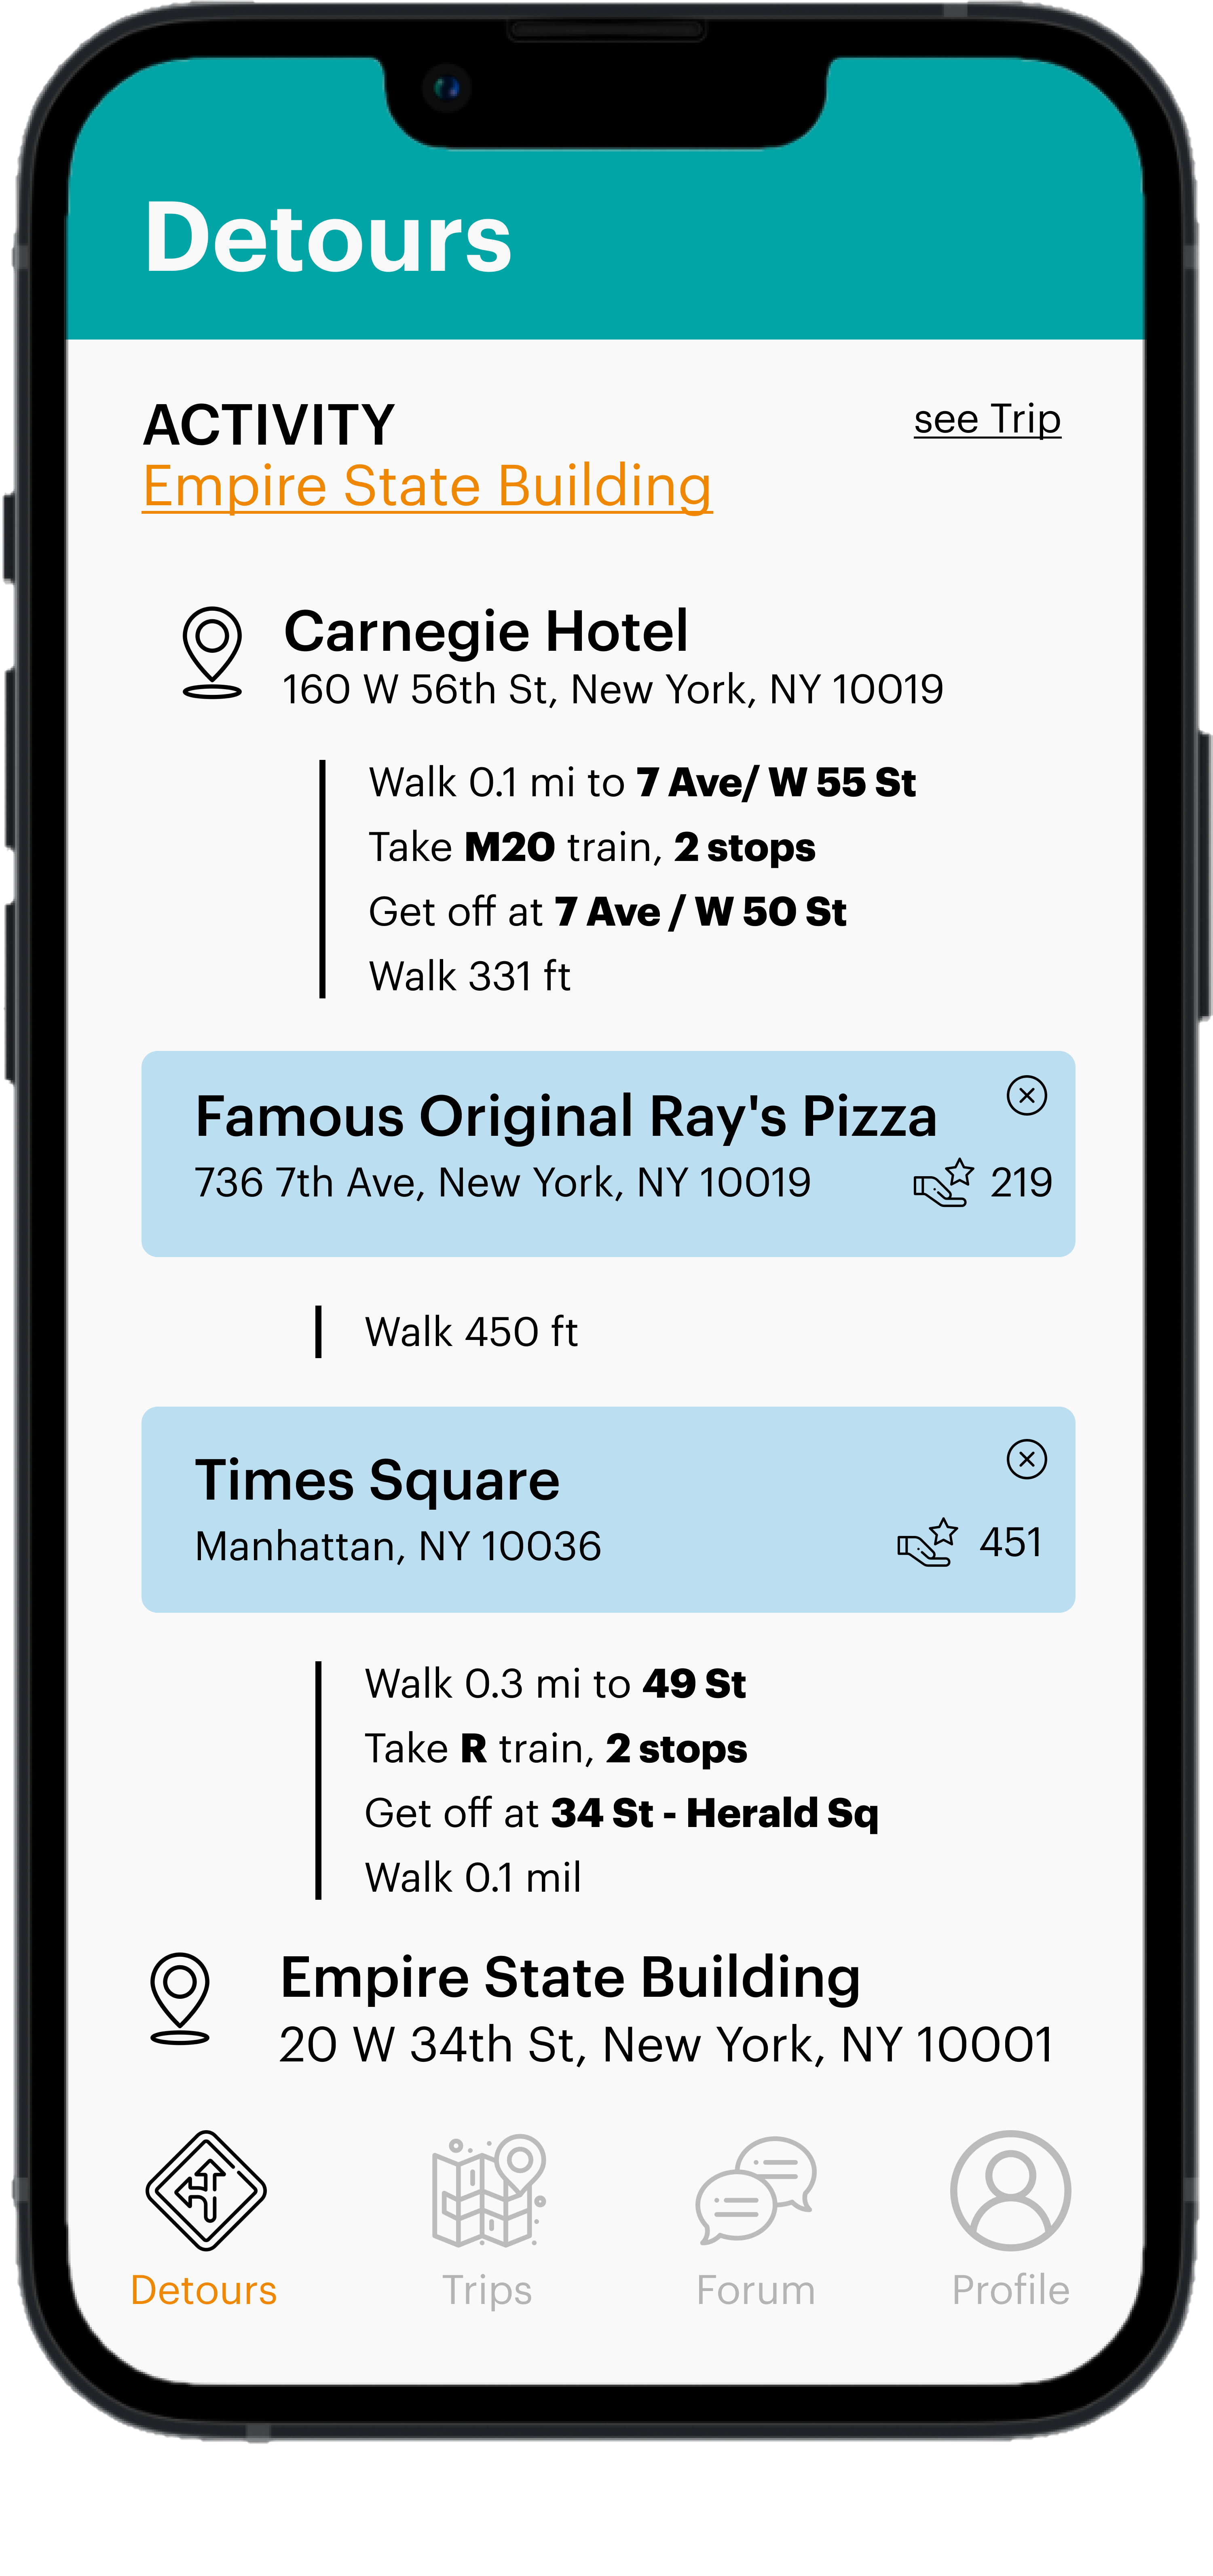 Detours
ACTIVITY
see Trip
Empire State Building
Carnegie Hotel
160 W 56th St, New York, NY 10019
Walk 0.1 mi to 7 Ave/ W 55 St
Take M20 train, 2 stops
Get off at 7 Ave / W 50 St
Walk 331 ft
Famous Original Ray's Pizza
736 7th Ave, New York, NY 10019
219
Walk 450 ft
Times Square
Manhattan, NY 10036
451
Walk 0.3 mi to 49 St
Take R train, 2 stops
Get off at 34 St - Herald Sq
Walk 0.1 mil
Empire State Building
20 W 34th St, New York, NY 10001
Detours
Trips
Forum
Profile